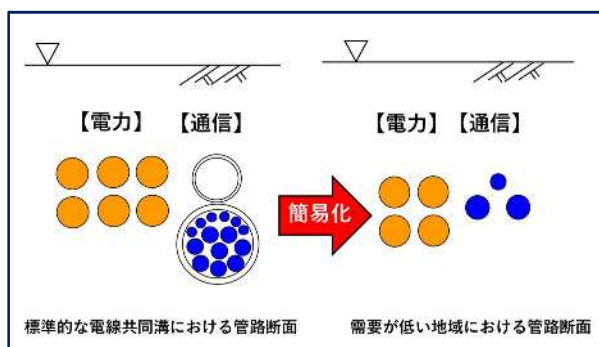 【電力】 【通信】
簡易化
【電力】 【通信】
標準的な電線共同溝における管路断面
需要が低い地域における管路断面